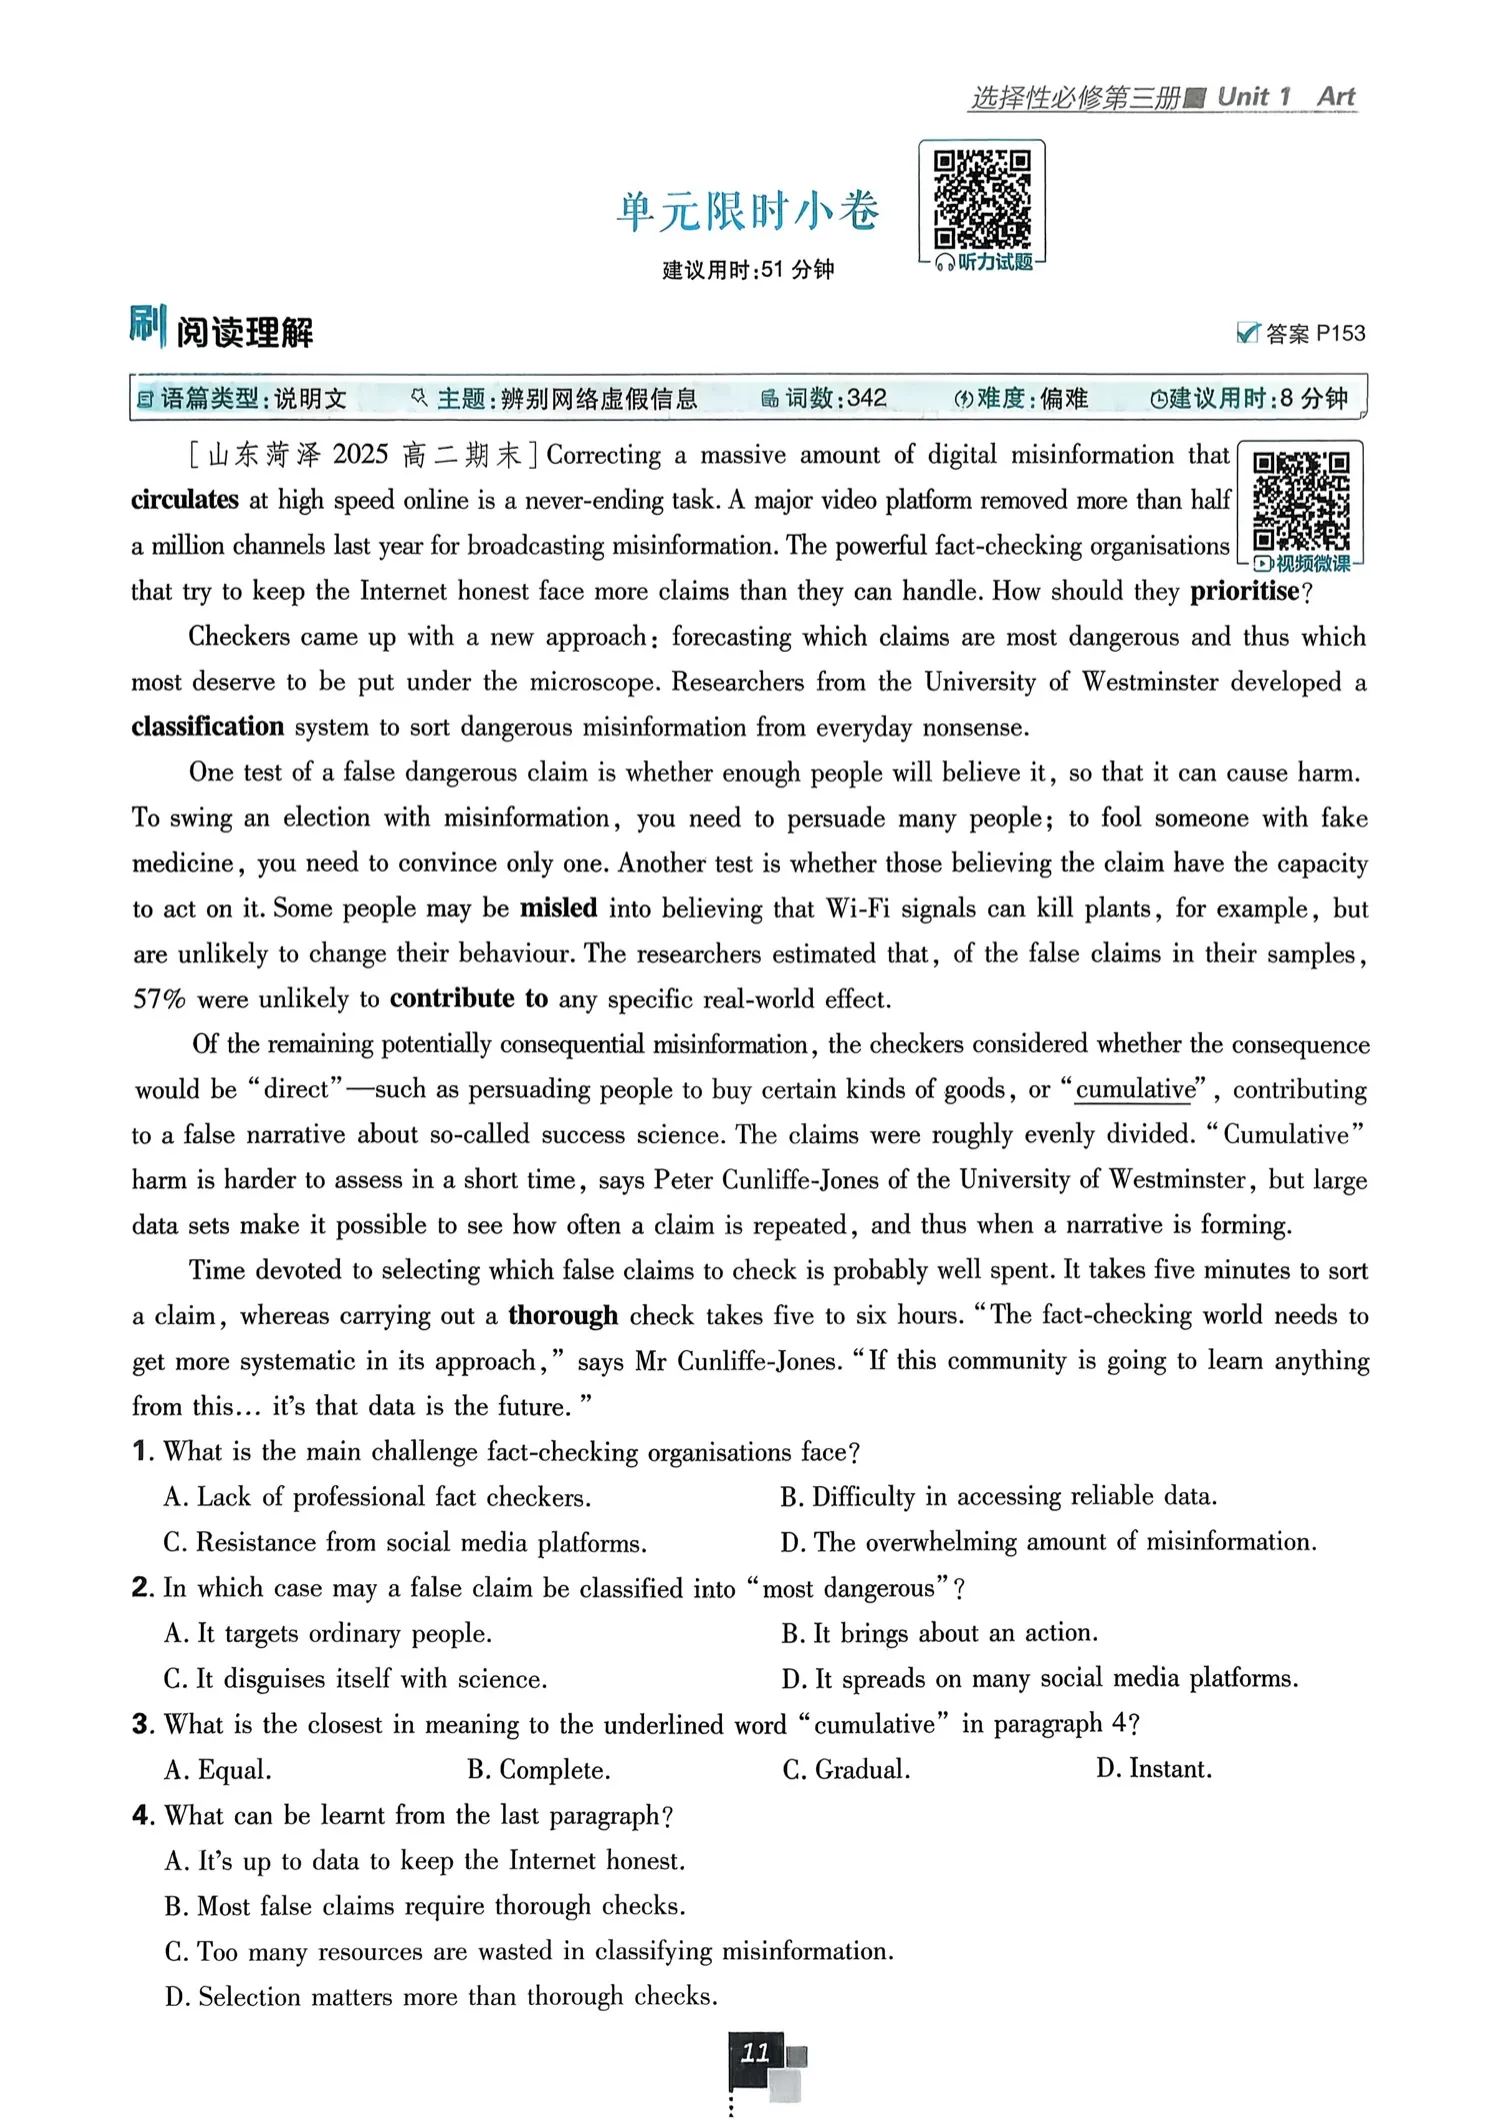 选择性必修第三册 Unit 1 Art
单元限时小卷
建议用时:51 分钟
听力试题
刷 阅读理解
答案 P153
语篇类型:说明文 主题:辨别网络虚假信息 词数:342 难度:偏难 建议用时:8 分钟
[山东菏泽 2025 高二期末] Correcting a massive amount of digital misinformation that
circulates at high speed online is a never-ending task. A major video platform removed more than half
a million channels last year for broadcasting misinformation. The powerful fact-checking organisations
视频微课
that try to keep the Internet honest face more claims than they can handle. How should they prioritise?
Checkers came up with a new approach: forecasting which claims are most dangerous and thus which
most deserve to be put under the microscope. Researchers from the University of Westminster developed a
classification system to sort dangerous misinformation from everyday nonsense.
One test of a false dangerous claim is whether enough people will believe it, so that it can cause harm.
To swing an election with misinformation, you need to persuade many people; to fool someone with fake
medicine, you need to convince only one. Another test is whether those believing the claim have the capacity
to act on it. Some people may be misled into believing that Wi-Fi signals can kill plants, for example, but
are unlikely to change their behaviour. The researchers estimated that, of the false claims in their samples,
57% were unlikely to contribute to any specific real-world effect.
Of the remaining potentially consequential misinformation, the checkers considered whether the consequence
would be “direct”—such as persuading people to buy certain kinds of goods, or “cumulative”, contributing
to a false narrative about so-called success science. The claims were roughly evenly divided. “Cumulative”
harm is harder to assess in a short time, says Peter Cunliffe-Jones of the University of Westminster, but large
data sets make it possible to see how often a claim is repeated, and thus when a narrative is forming.
Time devoted to selecting which false claims to check is probably well spent. It takes five minutes to sort
a claim, whereas carrying out a thorough check takes five to six hours. “The fact-checking world needs to
get more systematic in its approach,” says Mr Cunliffe-Jones. “If this community is going to learn anything
from this... it’s that data is the future. ”
1. What is the main challenge fact-checking organisations face?
A. Lack of professional fact checkers. B. Difficulty in accessing reliable data.
C. Resistance from social media platforms. D. The overwhelming amount of misinformation.
2. In which case may a false claim be classified into “most dangerous”?
A. It targets ordinary people. B. It brings about an action.
C. It disguises itself with science. D. It spreads on many social media platforms.
3. What is the closest in meaning to the underlined word “cumulative” in paragraph 4?
A. Equal. B. Complete. C. Gradual. D. Instant.
4. What can be learnt from the last paragraph?
A. It’s up to data to keep the Internet honest.
B. Most false claims require thorough checks.
C. Too many resources are wasted in classifying misinformation.
D. Selection matters more than thorough checks.
11